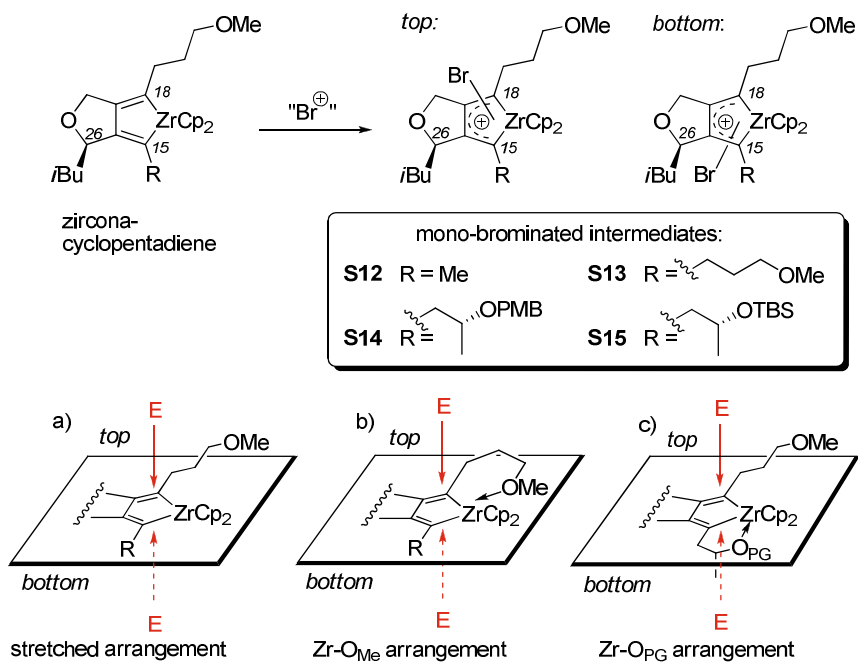 OMe
18
O
26
ZrCp2
15
iBu
R
"Br⊕"
top:
OMe
Br
18
O
26
⊕
ZrCp2
15
iBu
R
bottom:
OMe
18
O
26
⊕
ZrCp2
15
iBu
Br
R
zircona-
cyclopentadiene
mono-brominated intermediates:
S12 R = Me
S13 R = OMe
S14 R = OPMB
S15 R = OTBS
a)
E
top
OMe
ZrCp2
R
bottom
E
stretched arrangement
b)
E
top
OMe
ZrCp2
R
bottom
E
Zr-OMe arrangement
c)
E
top
OMe
ZrCp2
OPG
bottom
E
Zr-OPG arrangement